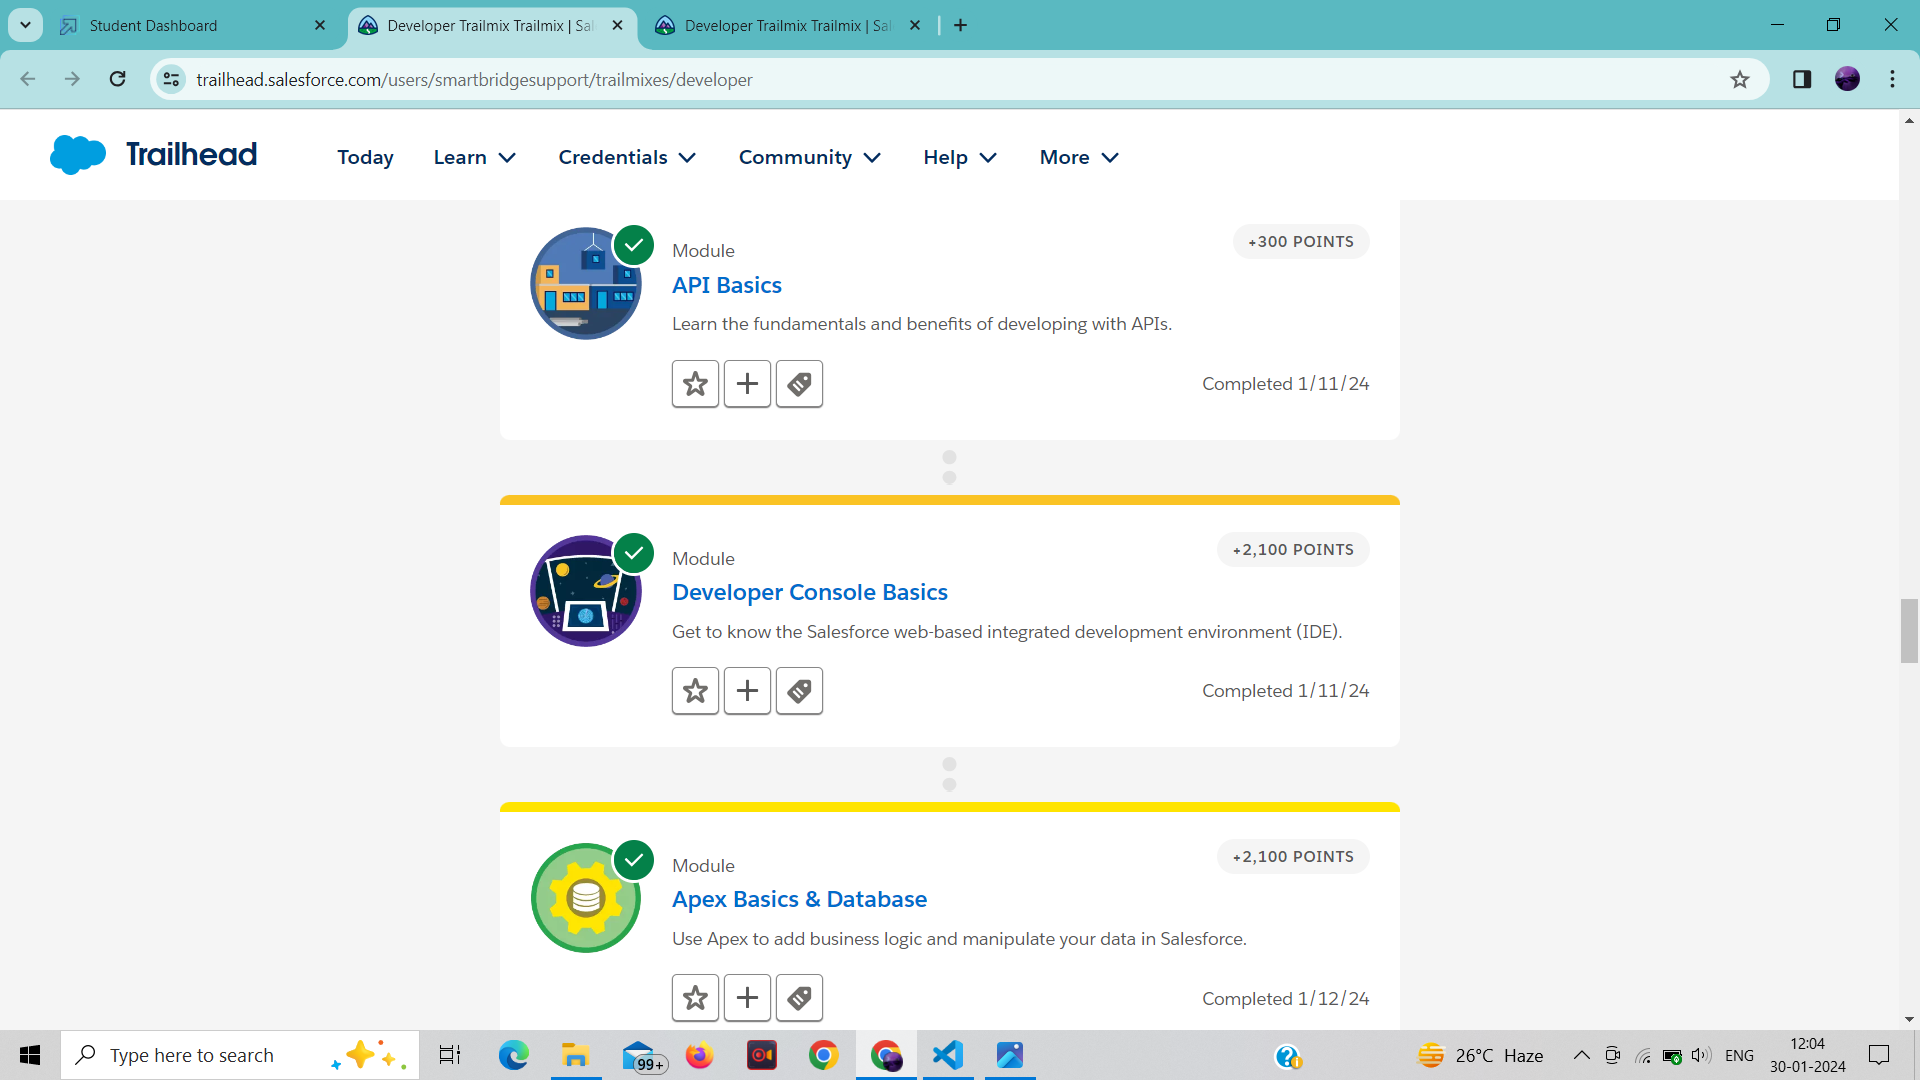 Student Dashboard
Developer Trailmix Trailmix | Sal
Developer Trailmix Trailmix | Sal
trailhead.salesforce.com/users/smartbridgesupport/trailmixes/developer
Trailhead
Today
Learn
Credentials
Community
Help
More
Module
+300 POINTS
API Basics
Learn the fundamentals and benefits of developing with APIs.
Completed 1/11/24
Module
+2,100 POINTS
Developer Console Basics
Get to know the Salesforce web-based integrated development environment (IDE).
Completed 1/11/24
Module
+2,100 POINTS
Apex Basics & Database
Use Apex to add business logic and manipulate your data in Salesforce.
Completed 1/12/24
Type here to search
99+
26°C Haze
ENG
12:04
30-01-2024